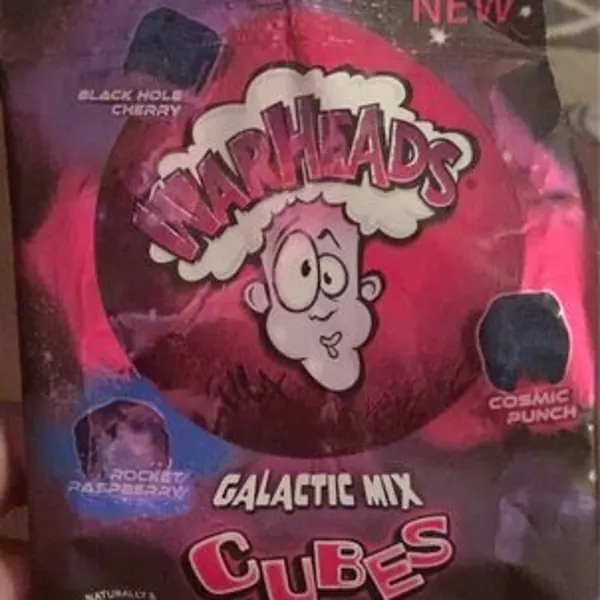 NEW
BLACK HOLE
CHERRY
WARHEADS
COSMIC
PUNCH
ROCKET
RASPBERRY
GALACTIC MIX
CUBES
NATURALLY &